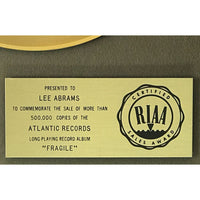 PRESENTED TO
LEE ABRAMS
TO COMMEMORATE THE SALE OF MORE THAN
500,000 COPIES OF THE
ATLANTIC RECORDS
LONG PLAYING RECORD ALBUM
"FRAGILE"
CERTIFIED
RIAA
SALES AWARD